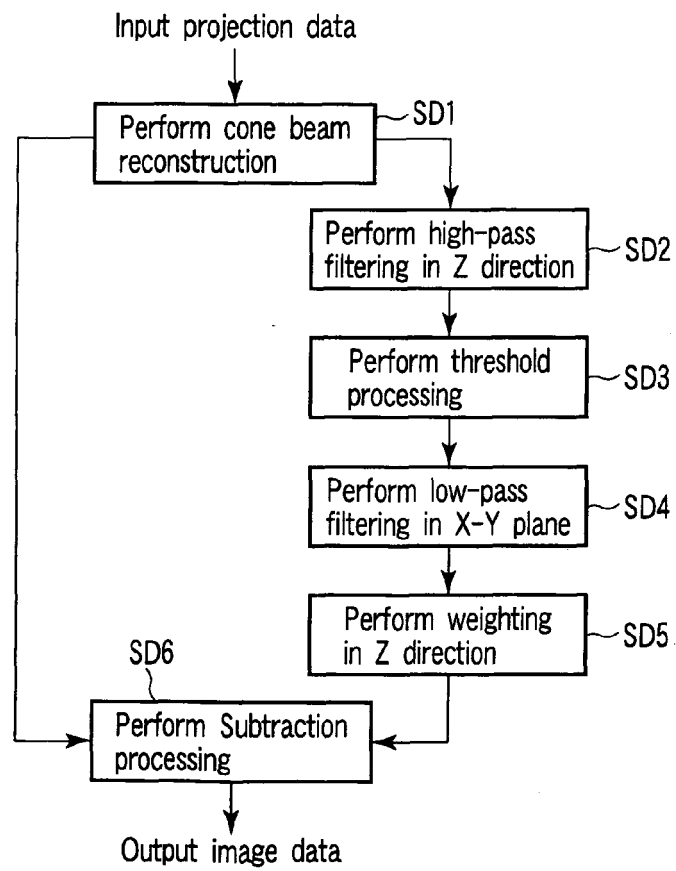 Input projection data
Perform cone beam
reconstruction
SD1
Perform high-pass
filtering in Z direction
SD2
Perform threshold
processing
SD3
Perform low-pass
filtering in X-Y plane
SD4
Perform weighting
in Z direction
SD5
SD6
Perform Subtraction
processing
Output image data